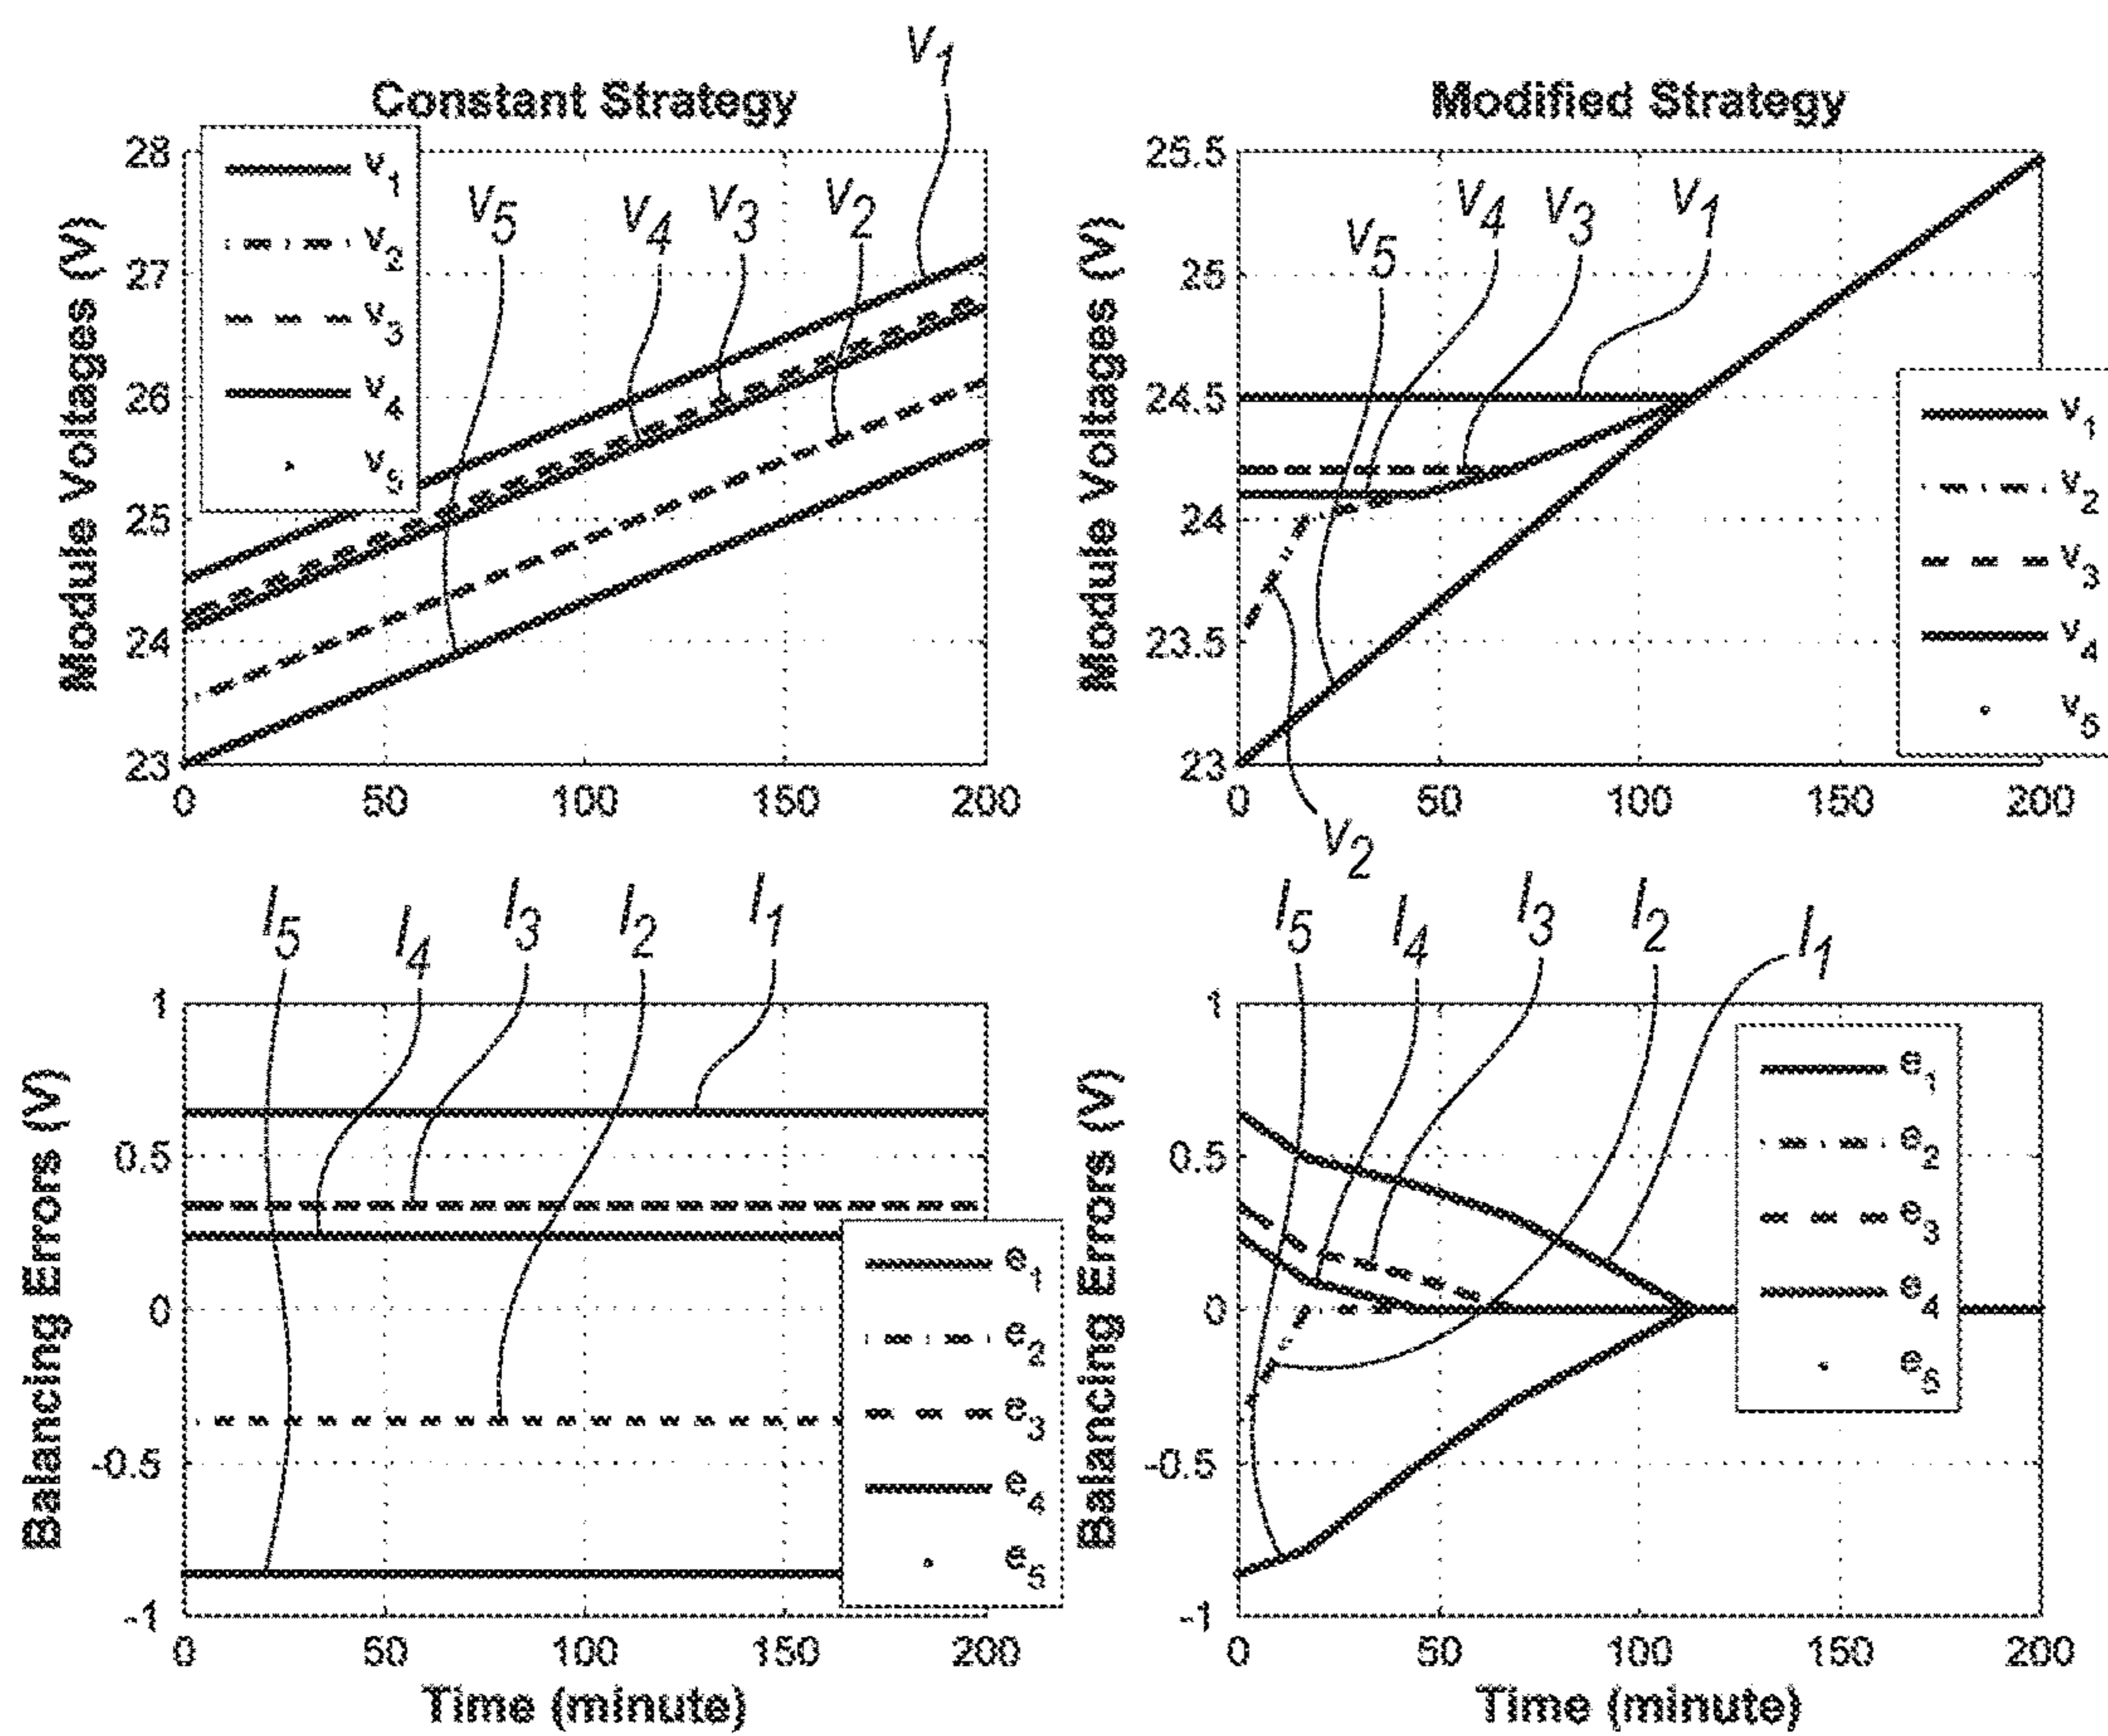 Constant Strategy
Module Voltages (V)
28
27
26
25
24
23
0 50 100 150 200
v1
v2
v3
v4
v5
V5
V4
V3
V2
V1
Modified Strategy
Module Voltages (V)
25.5
25
24.5
24
23.5
23
0 50 100 150 200
V5
V4
V3
V1
V2
v1
v2
v3
v4
v5
Balancing Errors (V)
1
0.5
0
-0.5
-1
0 50 100 150 200
Time (minute)
I5
I4
I3
I2
I1
e1
e2
e3
e4
e5
Balancing Errors (V)
1
0.5
0
-0.5
-1
0 50 100 150 200
Time (minute)
I5
I4
I3
I2
I1
e1
e2
e3
e4
e5